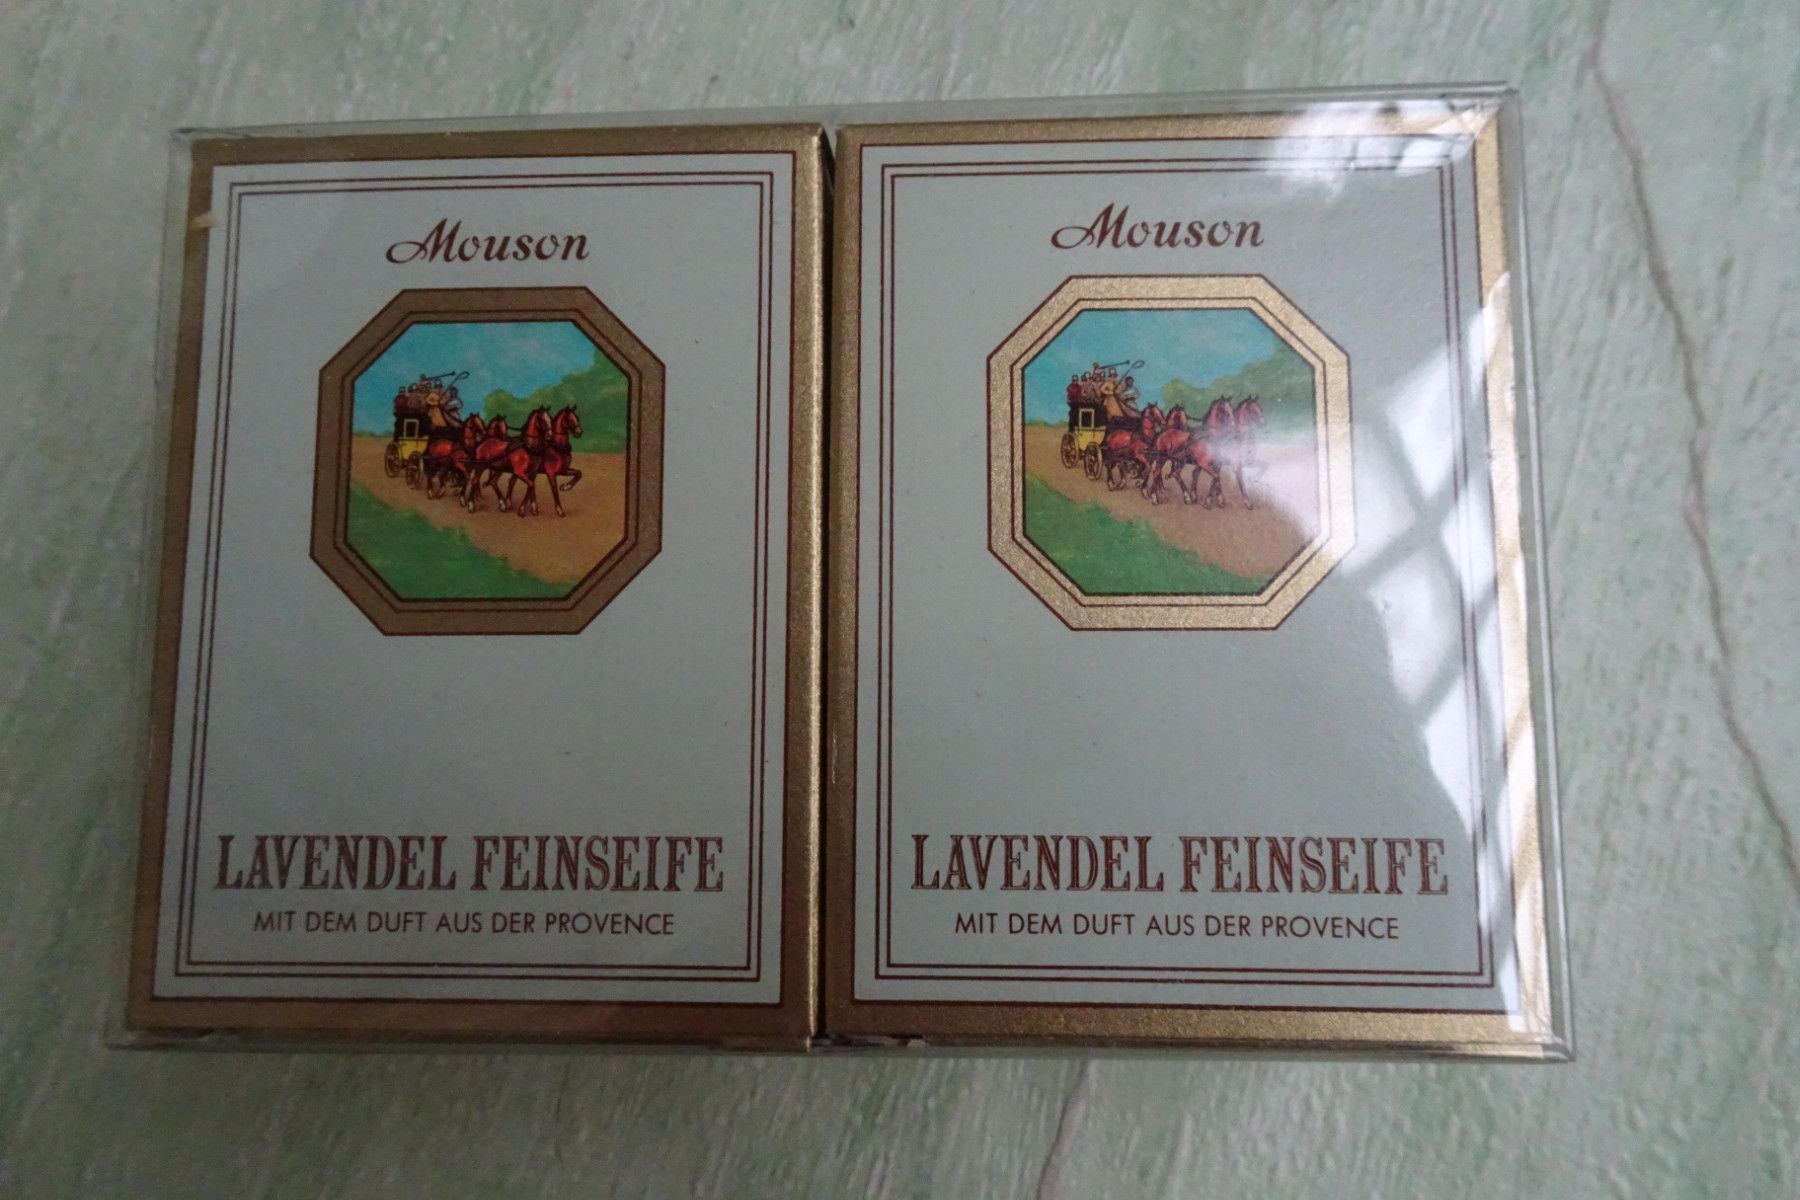 Mouson
LAVENDEL FEINSEIFE
MIT DEM DUFT AUS DER PROVENCE
Mouson
LAVENDEL FEINSEIFE
MIT DEM DUFT AUS DER PROVENCE